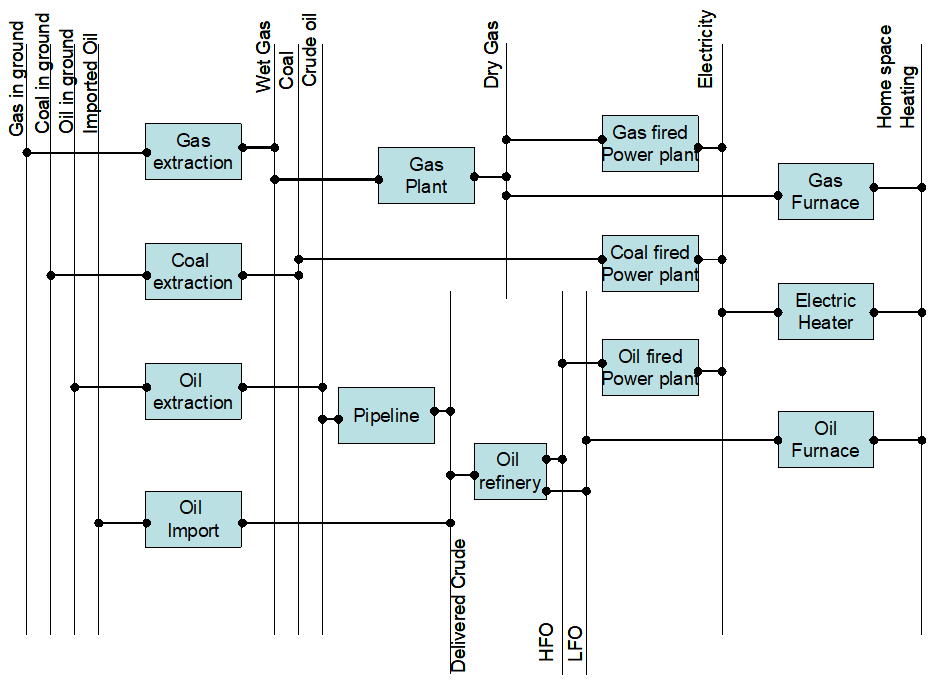 Gas in ground
Coal in ground
Oil in ground
Imported Oil
Wet Gas
Coal
Crude oil
Dry Gas
Electricity
Home space
Heating
Gas
extraction
Gas
Plant
Gas fired
Power plant
Gas
Furnace
Coal
extraction
Coal fired
Power plant
Electric
Heater
Oil
extraction
Pipeline
Oil fired
Power plant
Oil
refinery
Oil
Furnace
Oil
Import
Delivered Crude
HFO
LFO